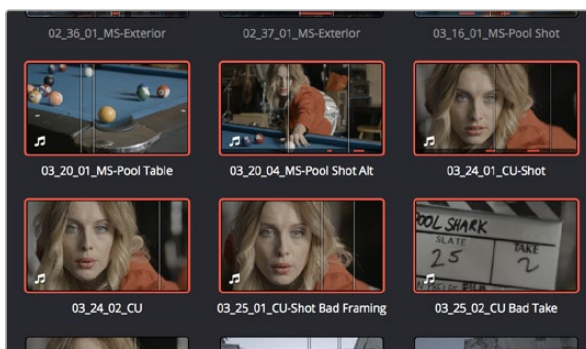 02_36_01_MS-Exterior
02_37_01_MS-Exterior
03_16_01_MS-Pool Shot
03_20_01_MS-Pool Table
03_20_04_MS-Pool Shot Alt
03_24_01_CU-Shot
POOL SHARK
SLATE
TAKE
25
2
03_24_02_CU
03_25_01_CU-Shot Bad Framing
03_25_02_CU Bad Take